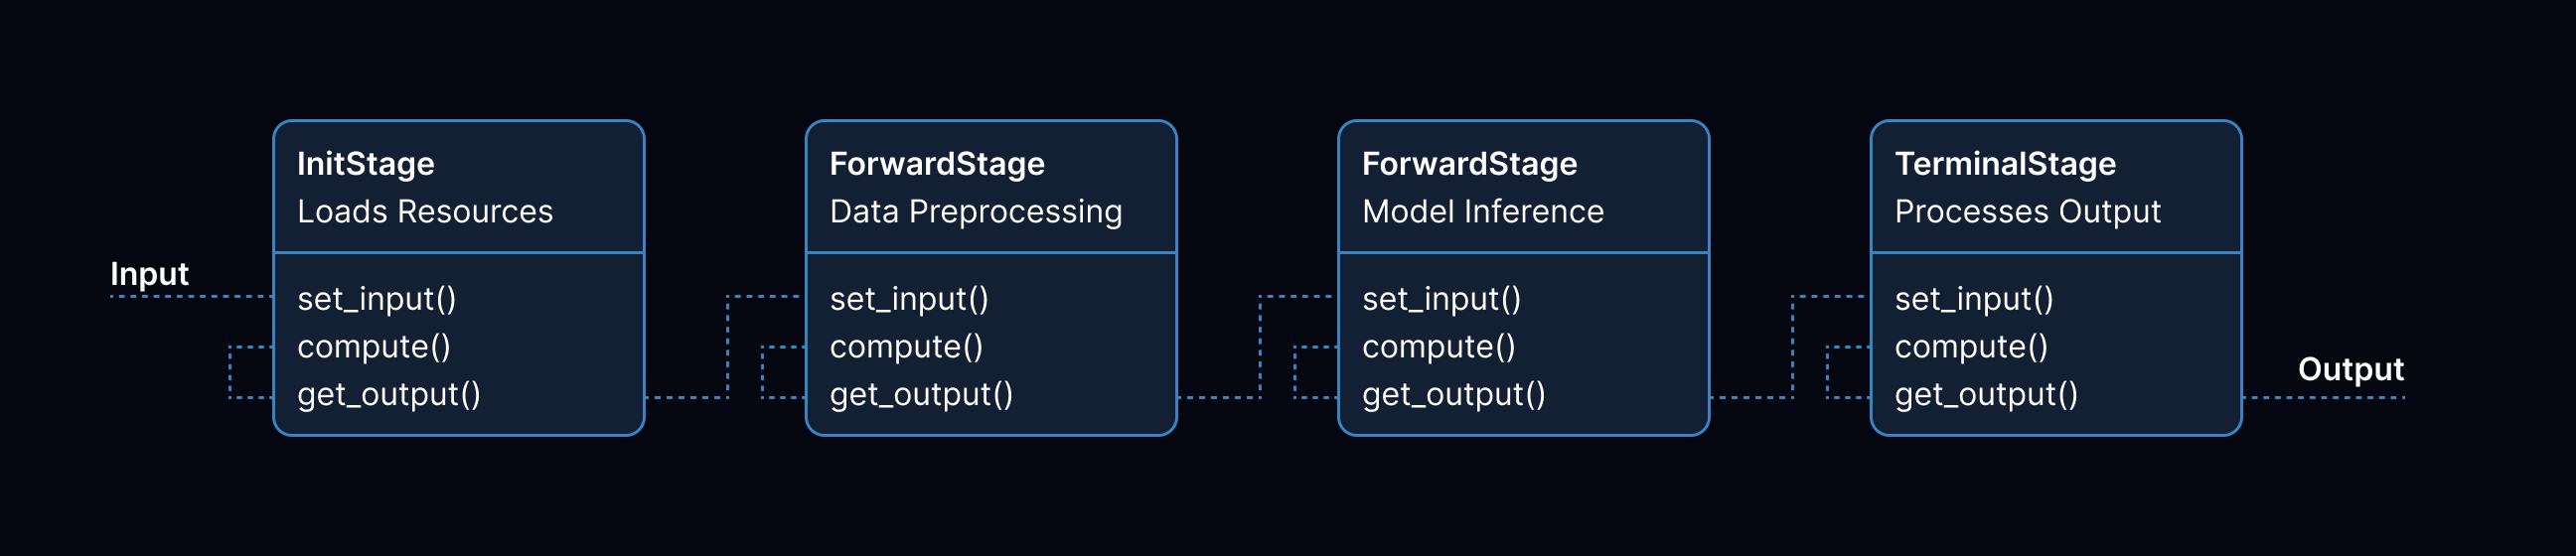 Input
InitStage
Loads Resources
set_input()
compute()
get_output()
ForwardStage
Data Preprocessing
set_input()
compute()
get_output()
ForwardStage
Model Inference
set_input()
compute()
get_output()
TerminalStage
Processes Output
set_input()
compute()
get_output()
Output